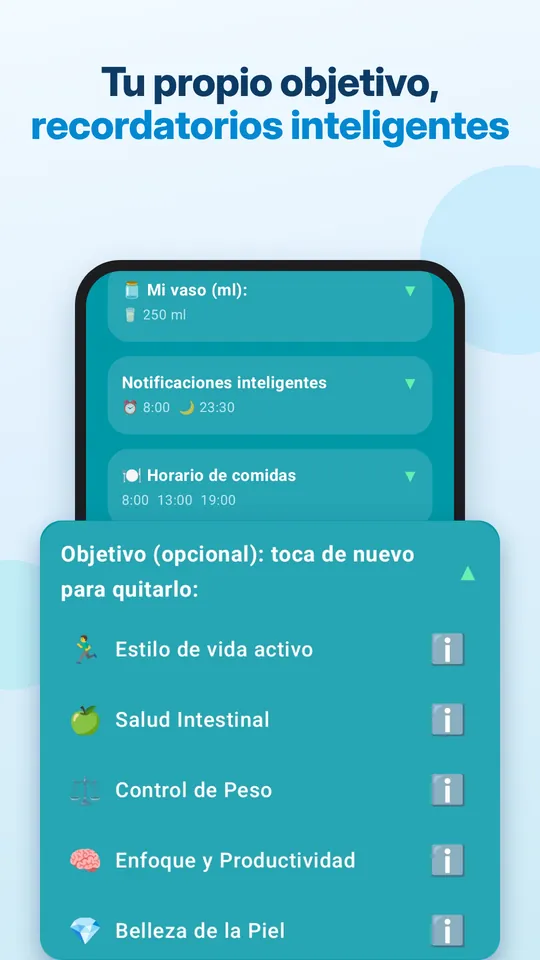 Tu propio objetivo,
recordatorios inteligentes
Mi vaso (ml):
250 ml
Notificaciones inteligentes
8:00 23:30
Horario de comidas
8:00 13:00 19:00
Objetivo (opcional): toca de nuevo
para quitarlo:
Estilo de vida activo
Salud Intestinal
Control de Peso
Enfoque y Productividad
Belleza de la Piel